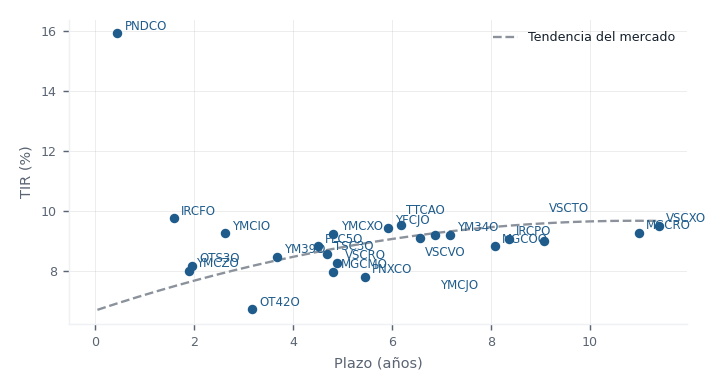 PNDCO
Tendencia del mercado
IRCFO
YMCIO
TTCAO
VSCTO
YMCXO
YFCJO
VSCXO
YM34O
MGCRO
IRCPO
MGCOO
PLC5O
TSC3O
VSCVO
YM39O
VSCRO
OTS3O
YMCZO
MGCMO
PNXCO
YMCJO
OT42O
16
14
12
10
8
TIR (%)
0
2
4
6
8
10
Plazo (años)